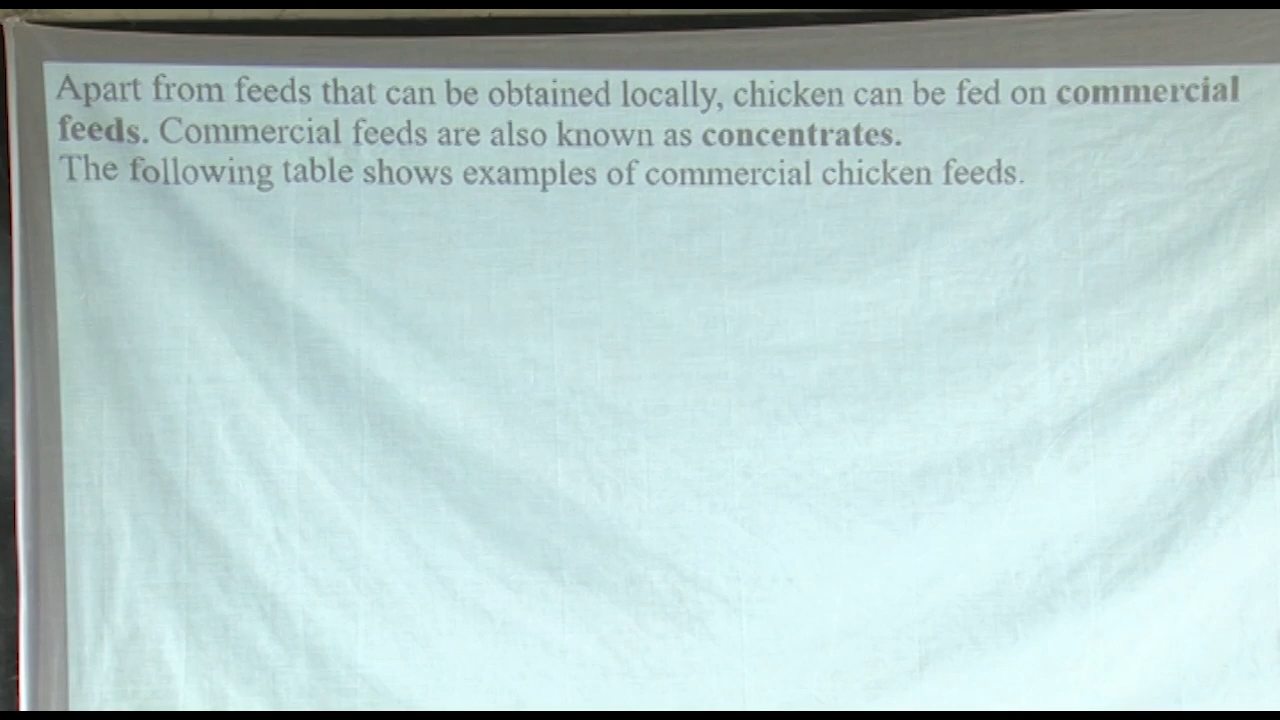 Apart from feeds that can be obtained locally, chicken can be fed on commercial
feeds. Commercial feeds are also known as concentrates.
The following table shows examples of commercial chicken feeds.